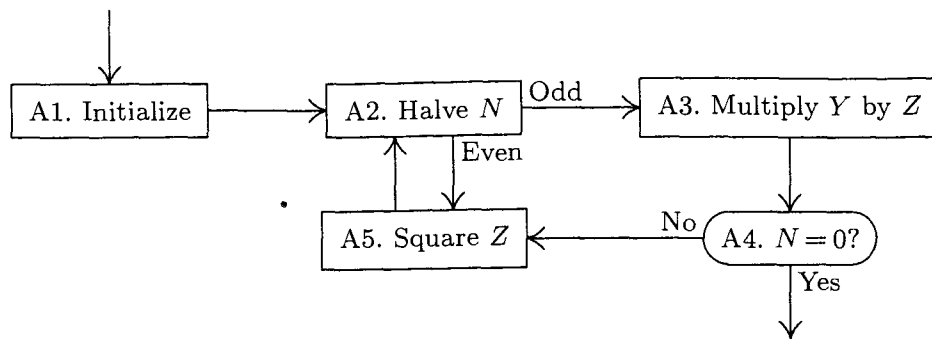 A1. Initialize
A2. Halve N
Odd
A3. Multiply Y by Z
Even
A5. Square Z
No
A4. N = 0?
Yes